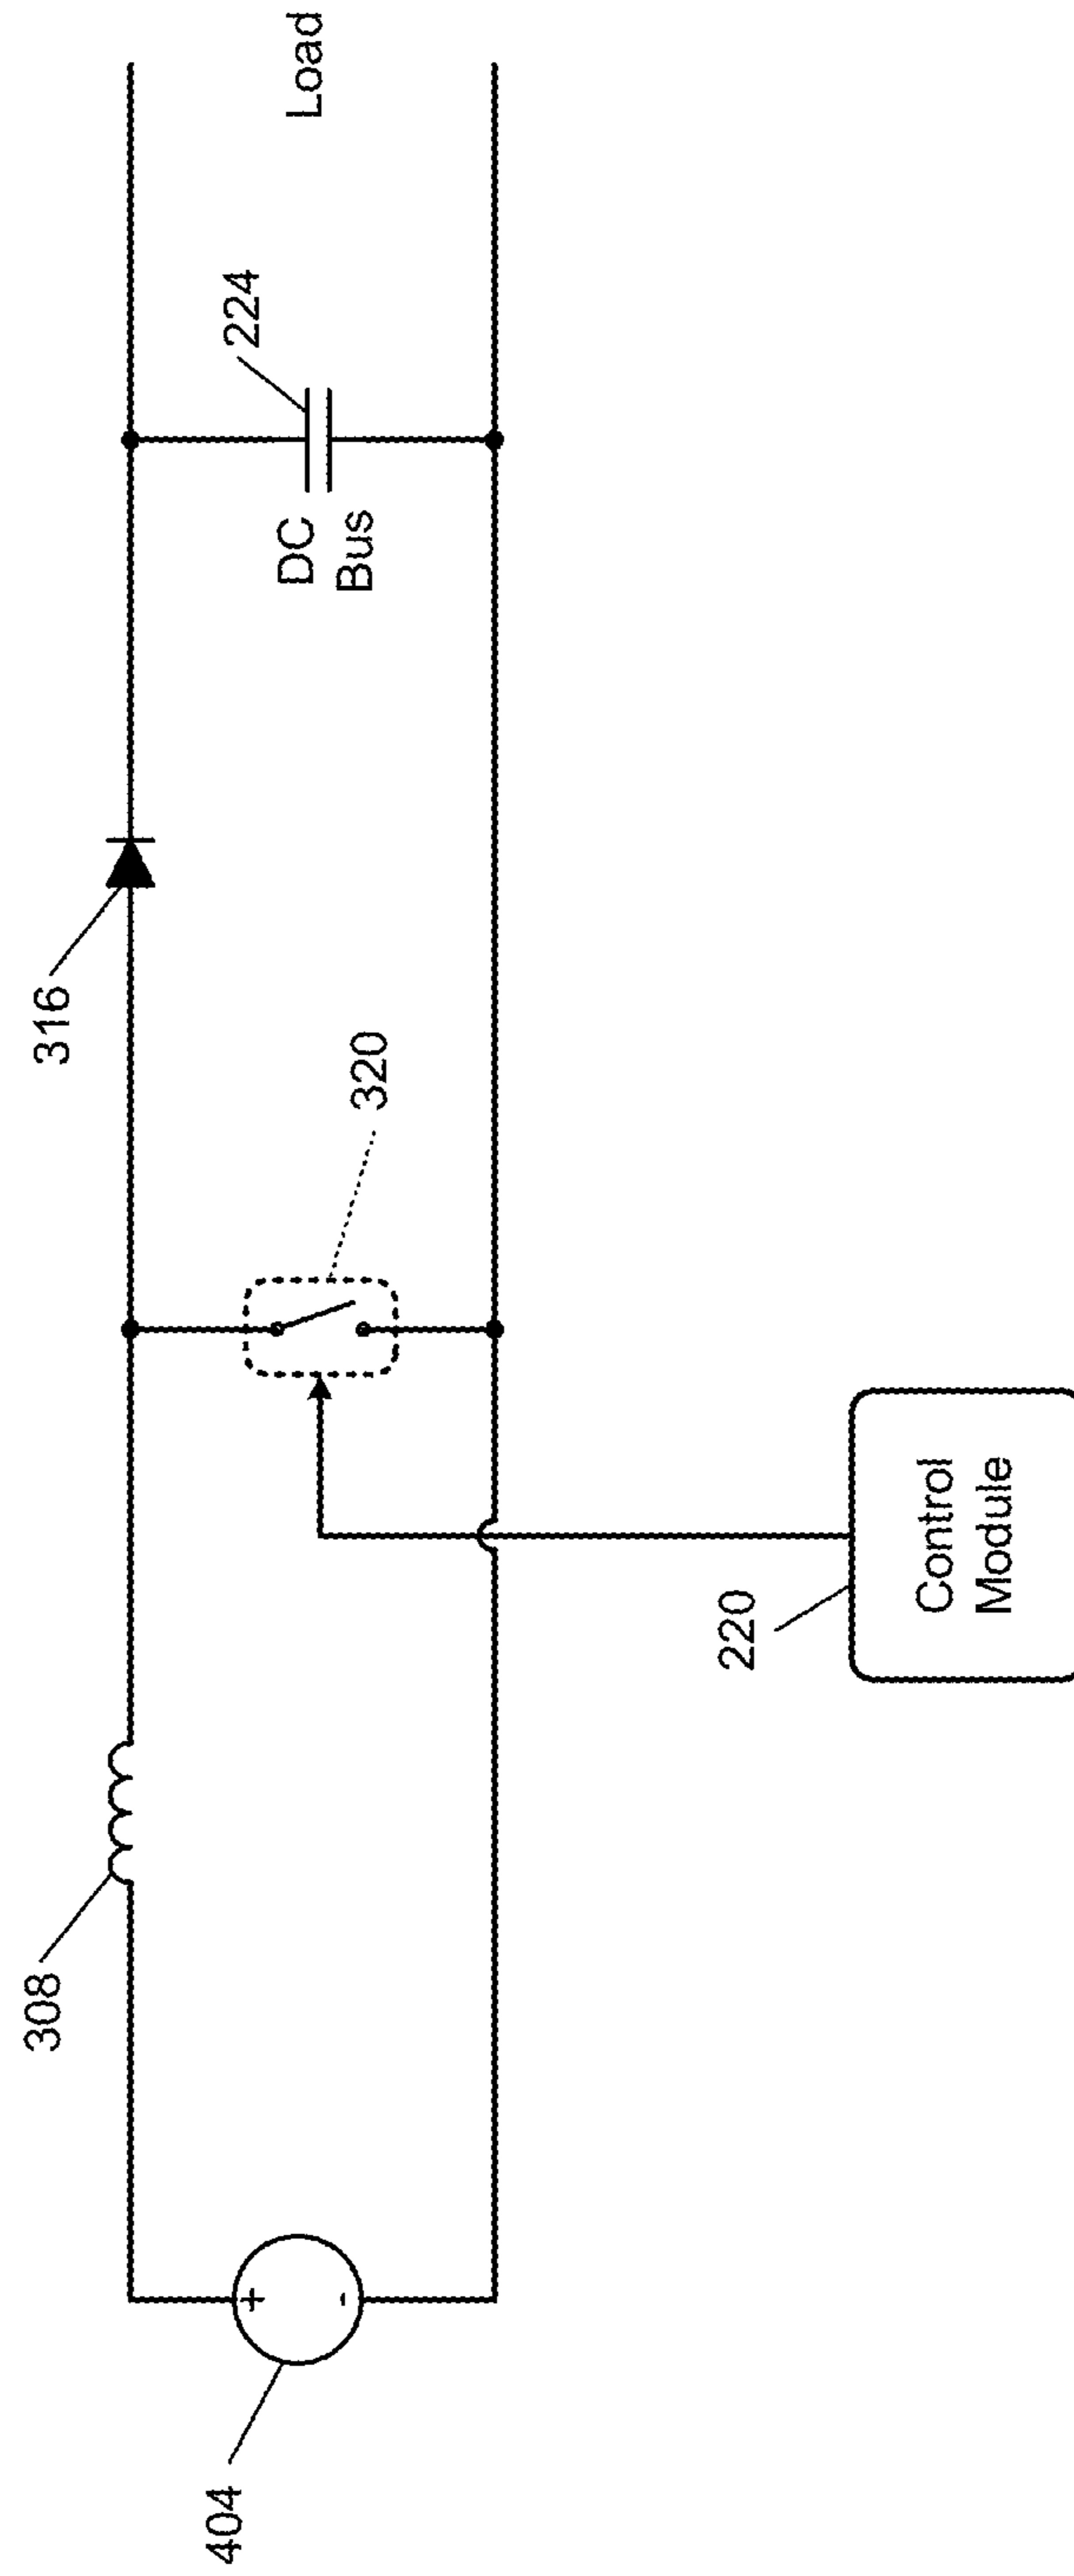 404
308
316
320
220
Control
Module
DC
Bus
224
Load
+
-